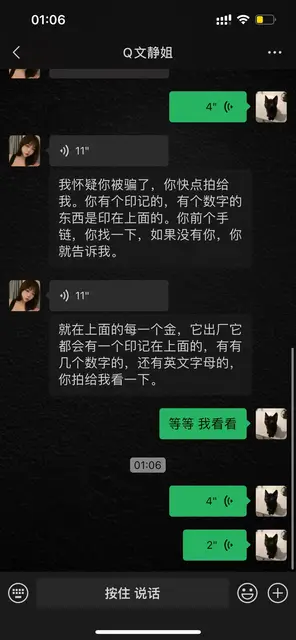 01:06
Q文静姐
4"
11"
我怀疑你被骗了，你快点拍给
我。你有个印记的，有个数字的
东西是印在上面的。你前个手
链，你找一下，如果没有你，你
就告诉我。
11"
就在上面的每一个金，它出厂它
都会有一个印记在上面的，有有
几个数字的，还有英文字母的，
你拍给我看一下。
等等 我看看
01:06
4"
2"
按住 说话